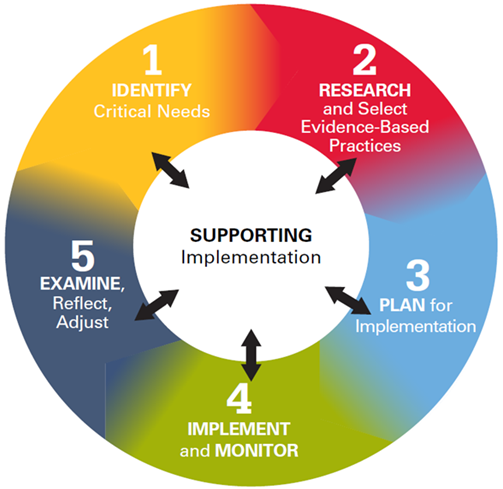 1
IDENTIFY
Critical Needs
2
RESEARCH
and Select
Evidence-Based
Practices
3
PLAN for
Implementation
4
IMPLEMENT
and MONITOR
5
EXAMINE,
Reflect,
Adjust
SUPPORTING
Implementation